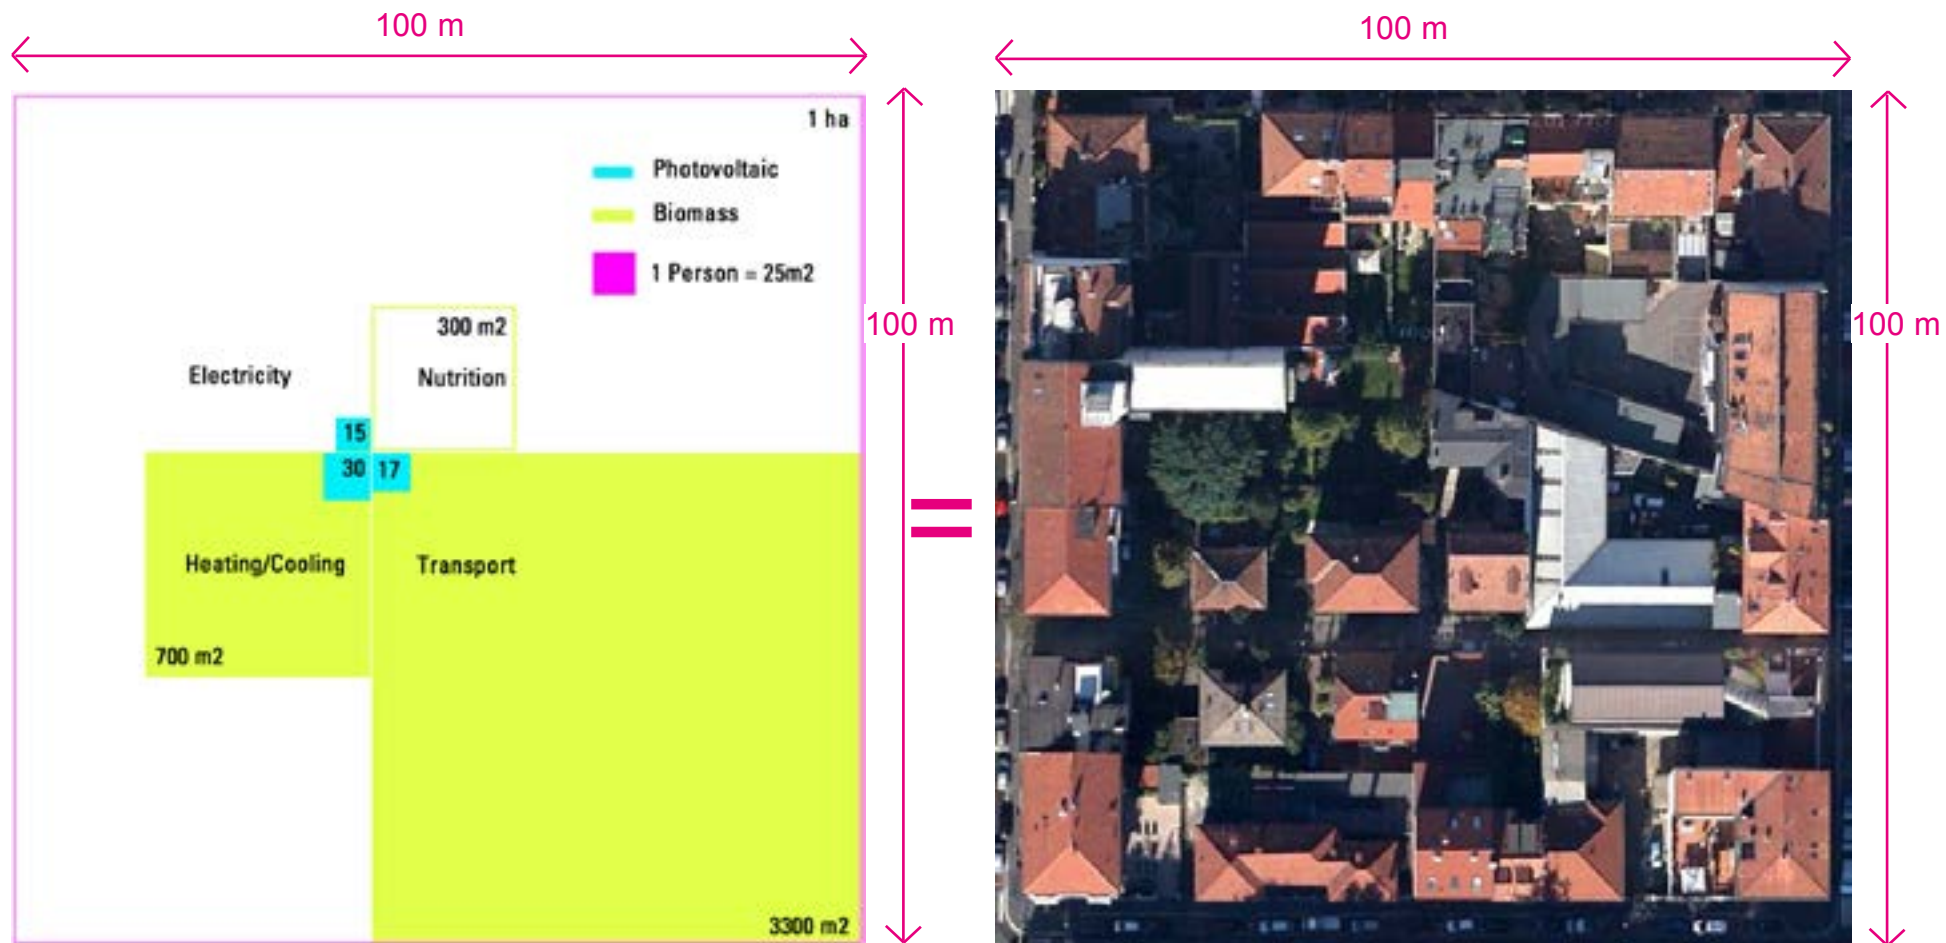 100 m
100 m
1 ha
Photovoltaic
Biomass
1 Person = 25m2
300 m2
100 m
100 m
Electricity
Nutrition
15
30
17
Heating/Cooling
Transport
700 m2
3300 m2